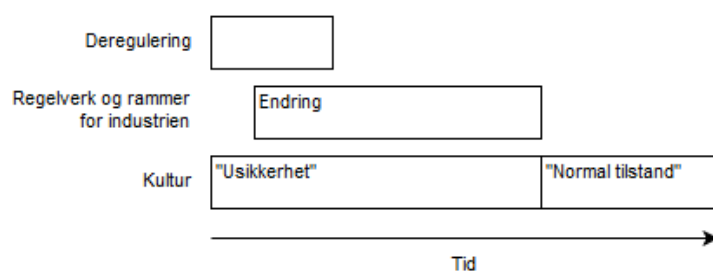 Deregulering
Regelverk og rammer
for industrien
Endring
Kultur
"Usikkerhet"
"Normal tilstand"
Tid